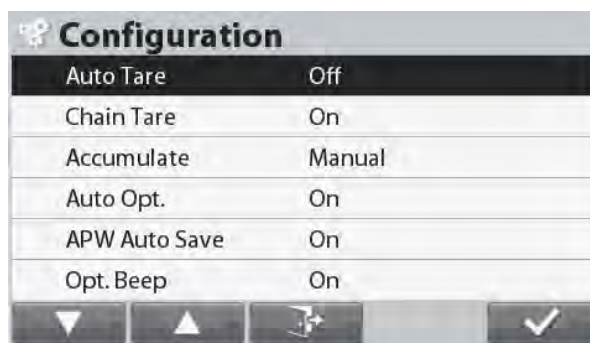 Configuration
Auto Tare Off
Chain Tare On
Accumulate Manual
Auto Opt. On
APW Auto Save On
Opt. Beep On